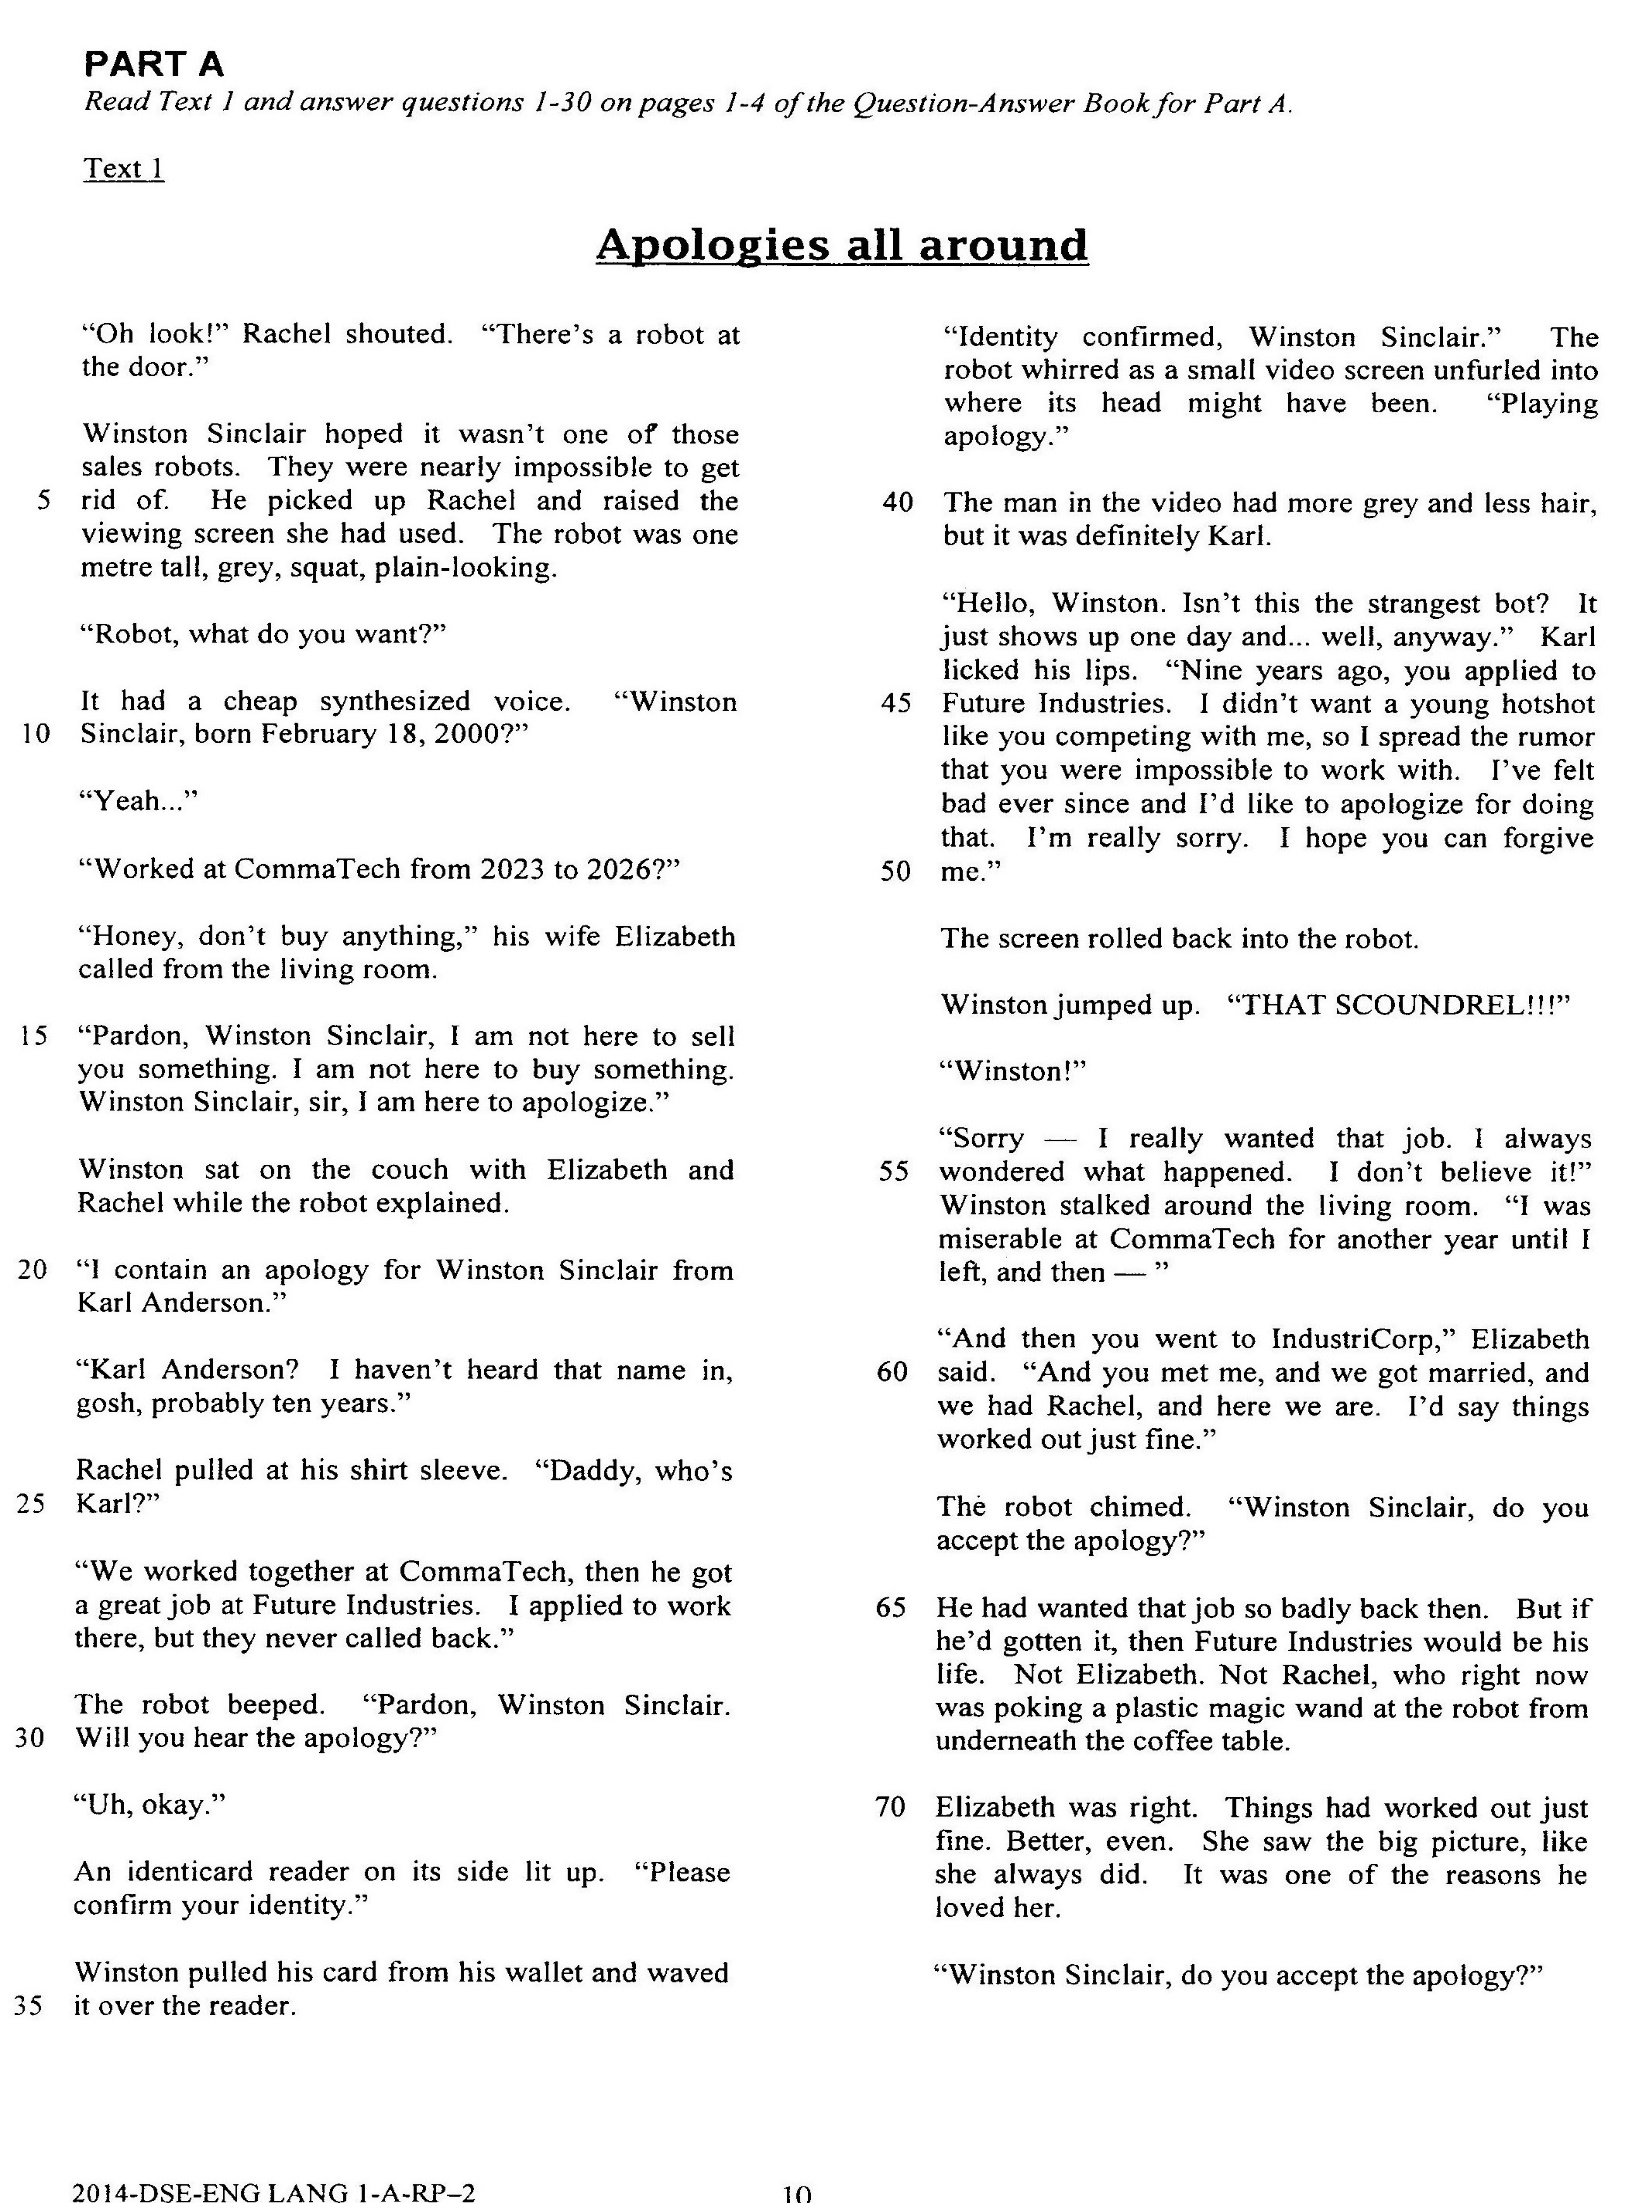 PART A
Read Text 1 and answer questions 1-30 on pages 1-4 of the Question-Answer Book for Part A.
Text 1
Apologies all around
“Oh look!” Rachel shouted. “There’s a robot at
the door.”
Winston Sinclair hoped it wasn’t one of those
sales robots. They were nearly impossible to get
5 rid of. He picked up Rachel and raised the
viewing screen she had used. The robot was one
metre tall, grey, squat, plain-looking.
“Robot, what do you want?”
It had a cheap synthesized voice. “Winston
10 Sinclair, born February 18, 2000?”
“Yeah...”
“Worked at CommaTech from 2023 to 2026?”
“Honey, don’t buy anything,” his wife Elizabeth
called from the living room.
15 “Pardon, Winston Sinclair, I am not here to sell
you something. I am not here to buy something.
Winston Sinclair, sir, I am here to apologize.”
Winston sat on the couch with Elizabeth and
Rachel while the robot explained.
20 “I contain an apology for Winston Sinclair from
Karl Anderson.”
“Karl Anderson? I haven’t heard that name in,
gosh, probably ten years.”
Rachel pulled at his shirt sleeve. “Daddy, who’s
25 Karl?”
“We worked together at CommaTech, then he got
a great job at Future Industries. I applied to work
there, but they never called back.”
The robot beeped. “Pardon, Winston Sinclair.
30 Will you hear the apology?”
“Uh, okay.”
An identicard reader on its side lit up. “Please
confirm your identity.”
Winston pulled his card from his wallet and waved
35 it over the reader.
“Identity confirmed, Winston Sinclair.” The
robot whirred as a small video screen unfurled into
where its head might have been. “Playing
apology.”
40 The man in the video had more grey and less hair,
but it was definitely Karl.
“Hello, Winston. Isn’t this the strangest bot? It
just shows up one day and... well, anyway.” Karl
licked his lips. “Nine years ago, you applied to
45 Future Industries. I didn’t want a young hotshot
like you competing with me, so I spread the rumor
that you were impossible to work with. I’ve felt
bad ever since and I’d like to apologize for doing
that. I’m really sorry. I hope you can forgive
50 me.”
The screen rolled back into the robot.
Winston jumped up. “THAT SCOUNDREL!!!”
“Winston!”
“Sorry — I really wanted that job. I always
55 wondered what happened. I don’t believe it!”
Winston stalked around the living room. “I was
miserable at CommaTech for another year until I
left, and then — ”
“And then you went to IndustriCorp,” Elizabeth
60 said. “And you met me, and we got married, and
we had Rachel, and here we are. I’d say things
worked out just fine.”
The robot chimed. “Winston Sinclair, do you
accept the apology?”
65 He had wanted that job so badly back then. But if
he’d gotten it, then Future Industries would be his
life. Not Elizabeth. Not Rachel, who right now
was poking a plastic magic wand at the robot from
underneath the coffee table.
70 Elizabeth was right. Things had worked out just
fine. Better, even. She saw the big picture, like
she always did. It was one of the reasons he
loved her.
“Winston Sinclair, do you accept the apology?”
2014-DSE-ENG LANG 1-A-RP–2
10